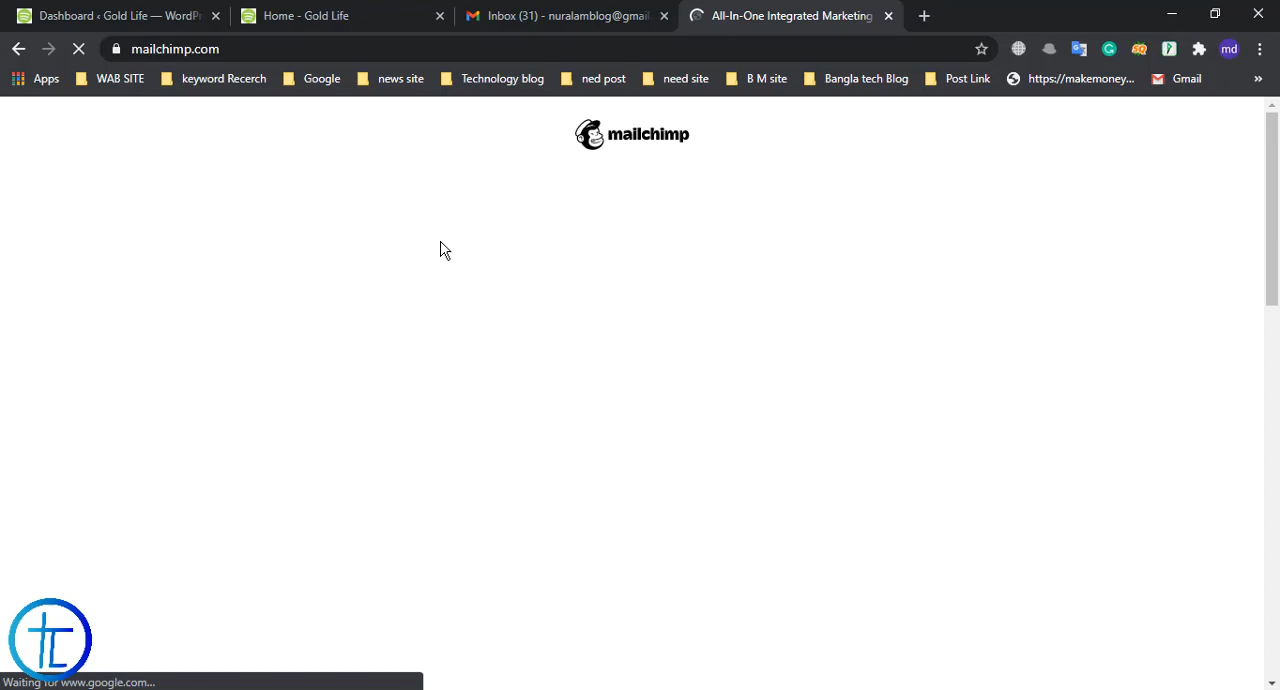 Dashboard ‹ Gold Life — WordPr
Home - Gold Life
Inbox (31) - nuralamblog@gmail.
All-In-One Integrated Marketing
mailchimp.com
md
Apps
WAB SITE
keyword Recerch
Google
news site
Technology blog
ned post
need site
B M site
Bangla tech Blog
Post Link
https://makemoney...
Gmail
»
mailchimp
Waiting for www.google.com...